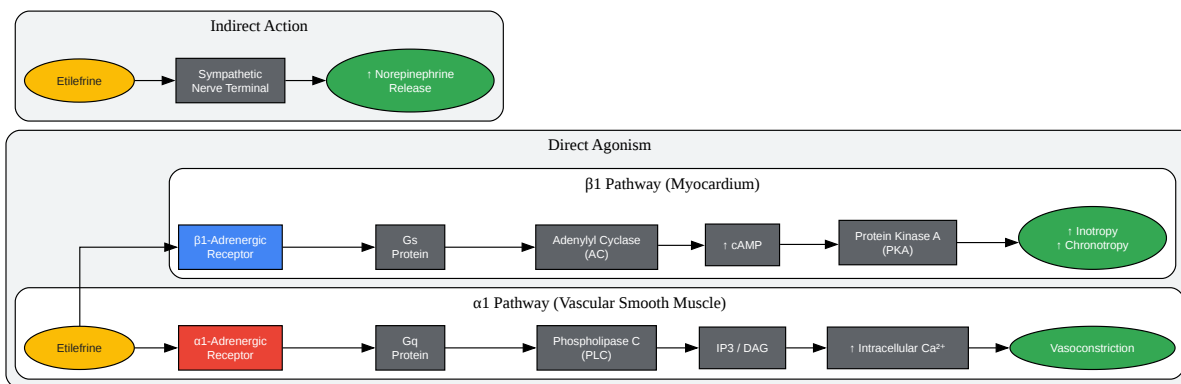 Indirect Action
Etilefrine
Sympathetic
Nerve Terminal
↑ Norepinephrine
Release
Direct Agonism
β1 Pathway (Myocardium)
β1-Adrenergic
Receptor
Gs
Protein
Adenylyl Cyclase
(AC)
↑ cAMP
Protein Kinase A
(PKA)
↑ Inotropy
↑ Chronotropy
α1 Pathway (Vascular Smooth Muscle)
Etilefrine
α1-Adrenergic
Receptor
Gq
Protein
Phospholipase C
(PLC)
IP3 / DAG
↑ Intracellular Ca²⁺
Vasoconstriction